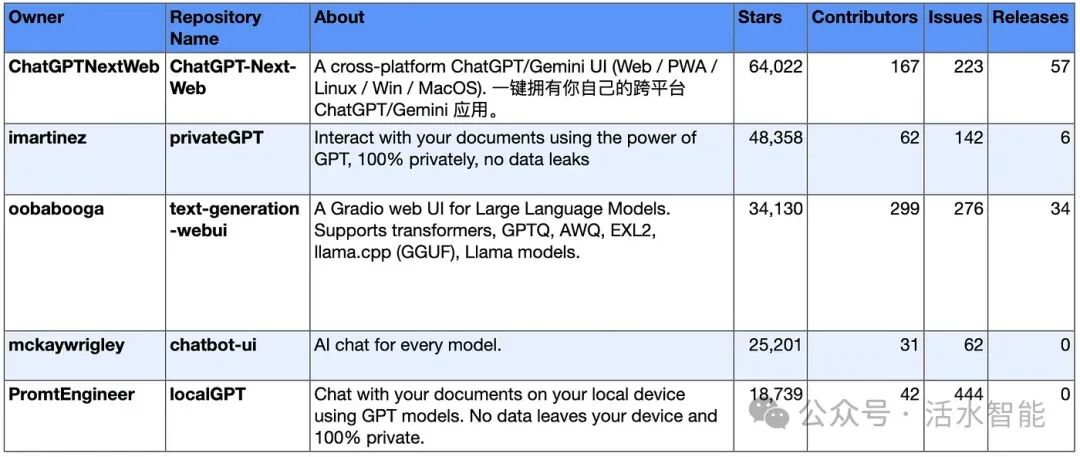 Owner Repository Name About Stars Contributors Issues Releases
ChatGPTNextWeb ChatGPT-Next-Web A cross-platform ChatGPT/Gemini UI (Web / PWA / 64,022 167 223 57
Linux / Win / MacOS). 一键拥有你自己的跨平台
ChatGPT/Gemini 应用。
imartinez privateGPT Interact with your documents using the power of 48,358 62 142 6
GPT, 100% privately, no data leaks
oobabooga text-generation A Gradio web UI for Large Language Models. 34,130 299 276 34
-webui Supports transformers, GPTQ, AWQ, EXL2,
llama.cpp (GGUF), Llama models.
mckaywrigley chatbot-ui AI chat for every model. 25,201 31 62 0
PromtEngineer localGPT Chat with your documents on your local device 18,739 42 444 0
using GPT models. No data leaves your device and
100% private.
公众号 · 活水智能